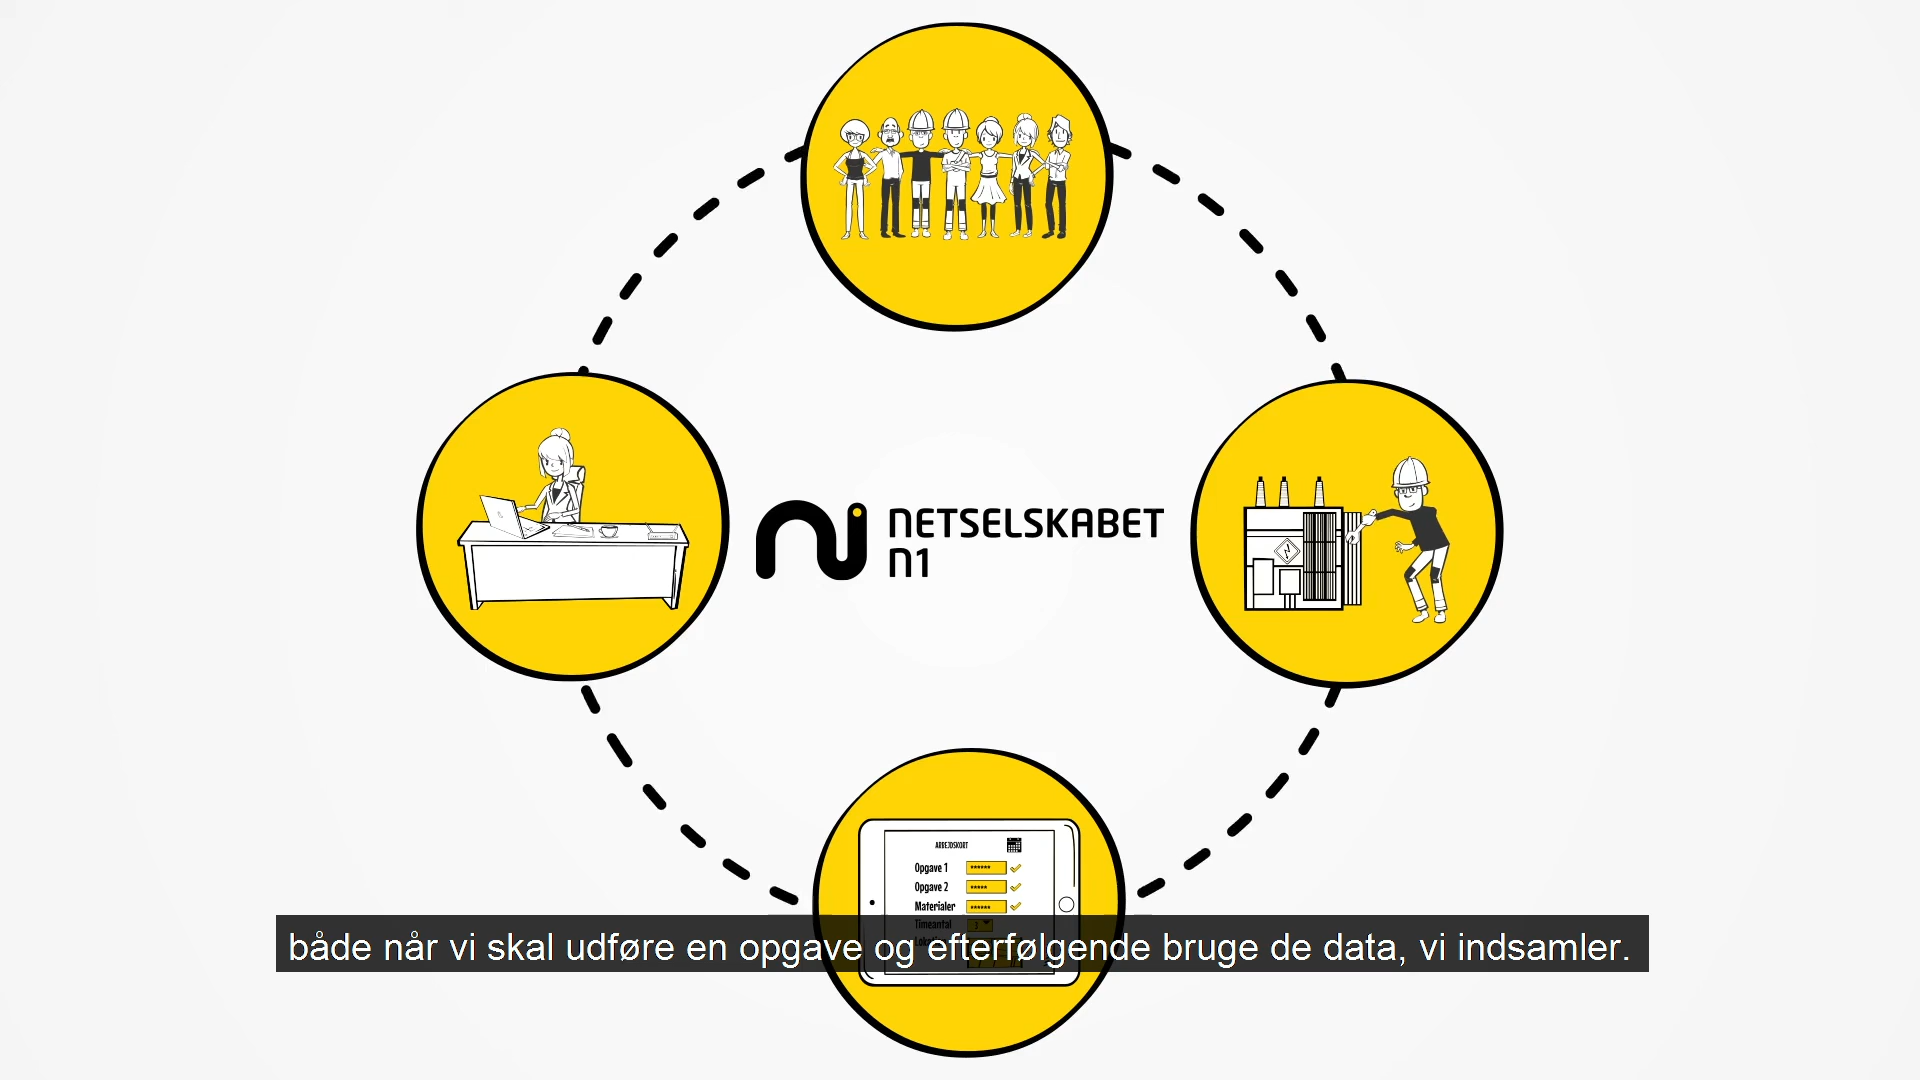 NETSELSKABET
N1
ARBEJDSKORT
Opgave 1 ******
Opgave 2 *****
Materialer ******
Timeantal 3
både når vi skal udføre en opgave og efterfølgende bruge de data, vi indsamler.